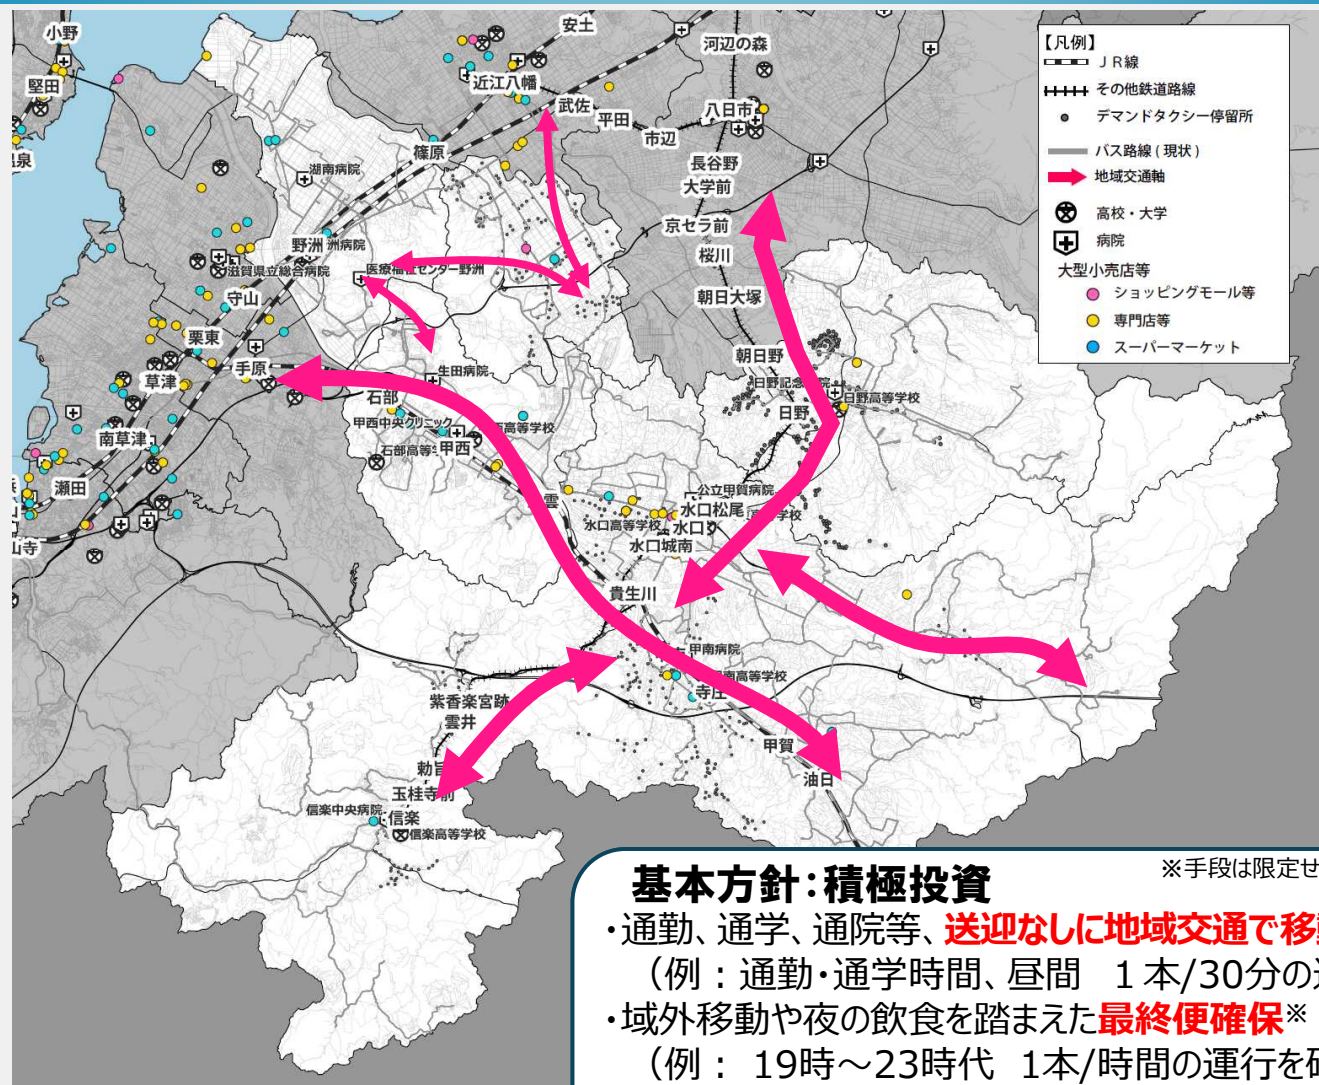 小野
堅田
温泉
安土
近江八幡
武佐
平田
市辺
河辺の森
八日市
長谷野
大学前
京セラ前
桜川
朝日大塚
朝日野
日野記念病院
日野高等学校
日野
篠原
湖南病院
野洲
洲病院
医療福祉センター野洲
滋賀県立総合病院
守山
栗東
手原
草津
南草津
瀬田
山寺
生田病院
石部
甲西中央クリニック
高等学校
石部高等
甲西
雲
公立甲賀病院
水口松尾
水口高等学校
水口
学校
水口城南
貴生川
甲南病院
南高等学校
寺庄
甲賀
油日
紫香楽宮跡
雲井
勅旨
玉桂寺前
信楽中央病院
信楽
信楽高等学校
【凡例】
JR線
その他鉄道路線
デマンドタクシー停留所
バス路線(現状)
地域交通軸
高校・大学
病院
大型小売店等
ショッピングモール等
専門店等
スーパーマーケット
基本方針:積極投資
※手段は限定せ
・通勤、通学、通院等、送迎なしに地域交通で移動
(例:通勤・通学時間、昼間 1本/30分の運
・域外移動や夜の飲食を踏まえた最終便確保※
(例: 19時~23時代 1本/時間の運行を確